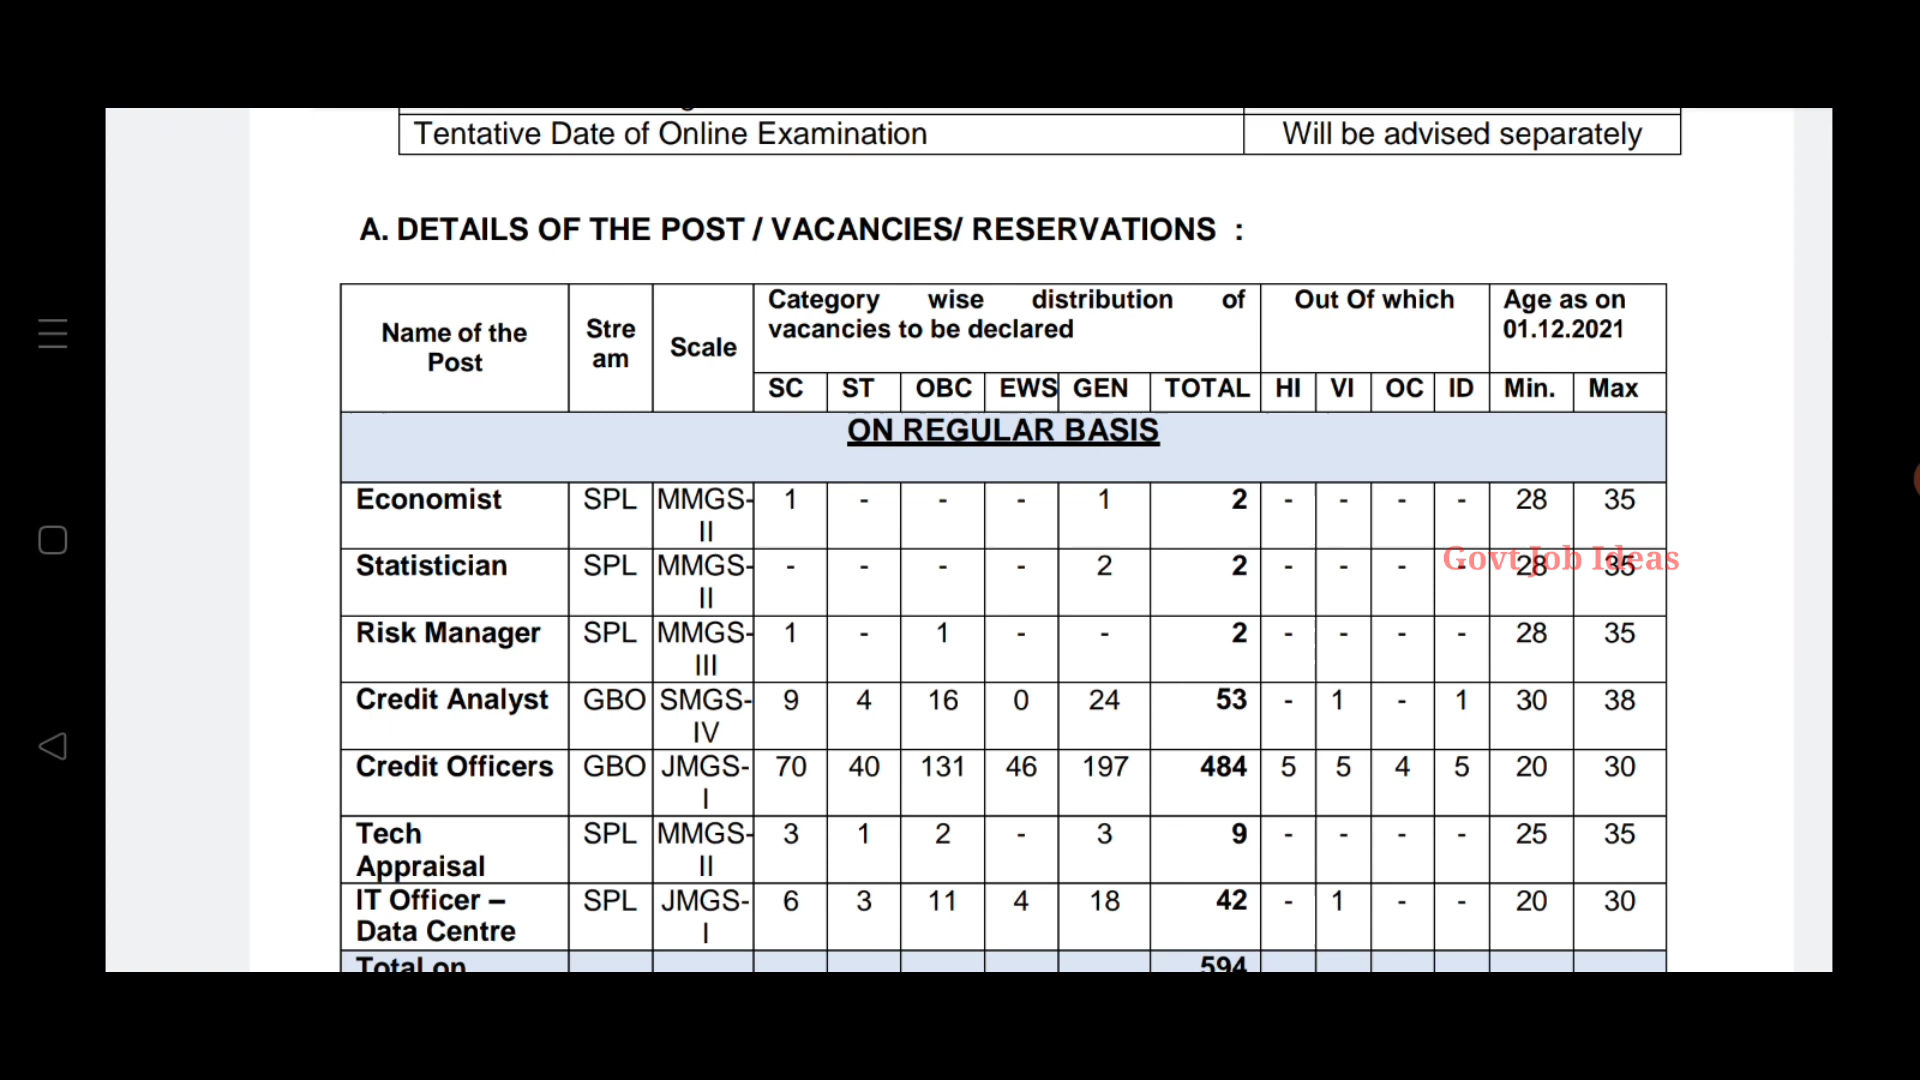 Tentative Date of Online Examination Will be advised separately
A. DETAILS OF THE POST / VACANCIES/ RESERVATIONS :
Name of the Post Stre am Scale Category wise distribution of vacancies to be declared Out Of which Age as on 01.12.2021
SC ST OBC EWS GEN TOTAL HI VI OC ID Min. Max
ON REGULAR BASIS
Economist SPL MMGS-II 1 - - - 1 2 - - - - 28 35
Statistician SPL MMGS-II - - - - 2 2 - - - - 28 35
Govt Job Ideas
Risk Manager SPL MMGS-III 1 - 1 - - 2 - - - - 28 35
Credit Analyst GBO SMGS-IV 9 4 16 0 24 53 - 1 - 1 30 38
Credit Officers GBO JMGS-I 70 40 131 46 197 484 5 5 4 5 20 30
Tech Appraisal SPL MMGS-II 3 1 2 - 3 9 - - - - 25 35
IT Officer – Data Centre SPL JMGS-I 6 3 11 4 18 42 - 1 - - 20 30
Total on 594